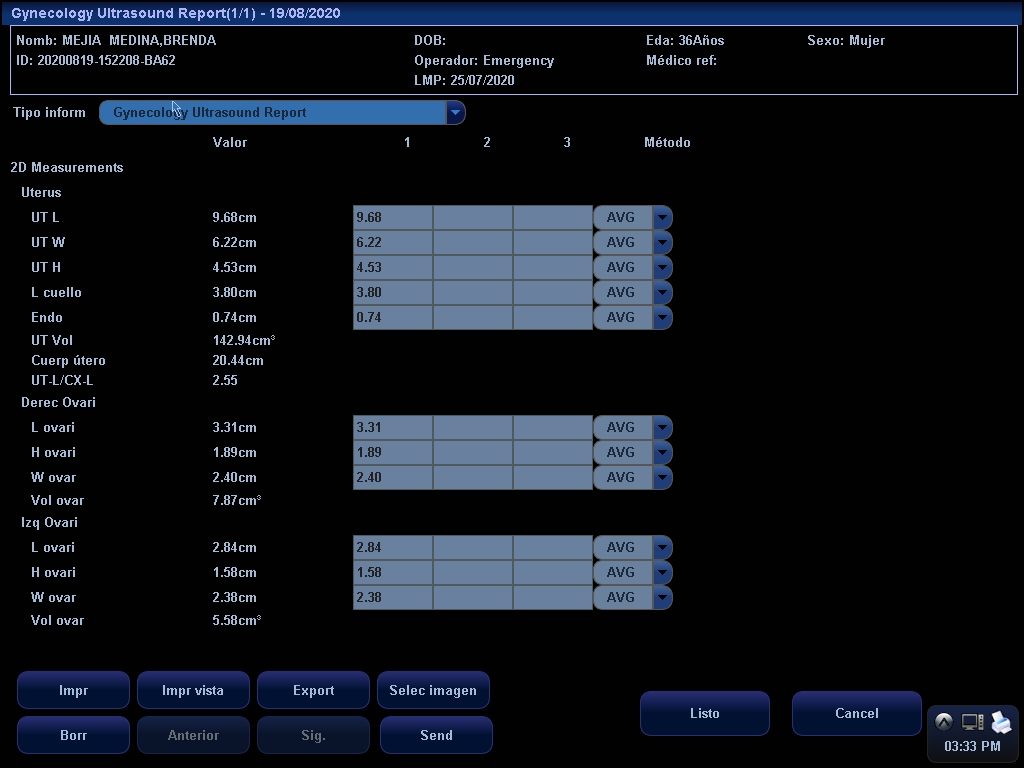 Gynecology Ultrasound Report(1/1) - 19/08/2020
Nomb: MEJIA MEDINA,BRENDA DOB: Eda: 36Años Sexo: Mujer
ID: 20200819-152208-BA62 Operador: Emergency Médico ref:
LMP: 25/07/2020
Tipo inform Gynecology Ultrasound Report
Valor 1 2 3 Método
2D Measurements
Uterus
UT L 9.68cm 9.68 AVG
UT W 6.22cm 6.22 AVG
UT H 4.53cm 4.53 AVG
L cuello 3.80cm 3.80 AVG
Endo 0.74cm 0.74 AVG
UT Vol 142.94cm³
Cuerp útero 20.44cm
UT-L/CX-L 2.55
Derec Ovari
L ovari 3.31cm 3.31 AVG
H ovari 1.89cm 1.89 AVG
W ovar 2.40cm 2.40 AVG
Vol ovar 7.87cm³
Izq Ovari
L ovari 2.84cm 2.84 AVG
H ovari 1.58cm 1.58 AVG
W ovar 2.38cm 2.38 AVG
Vol ovar 5.58cm³
Impr Impr vista Export Selec imagen
Listo Cancel
Borr Anterior Sig. Send
03:33 PM